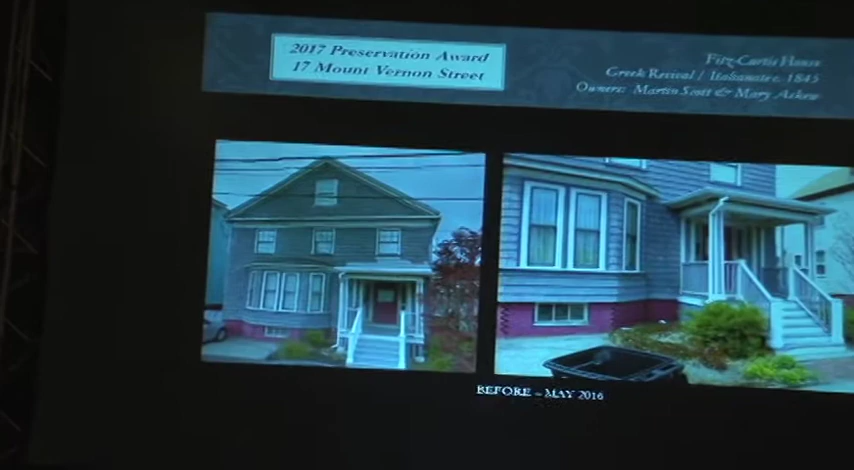 2017 Preservation Award
17 Mount Vernon Street
Fitz-Curtis House
Greek Revival / Italianate. 1845
Owners: Martin Scott & Mary Askew
BEFORE – MAY 2016